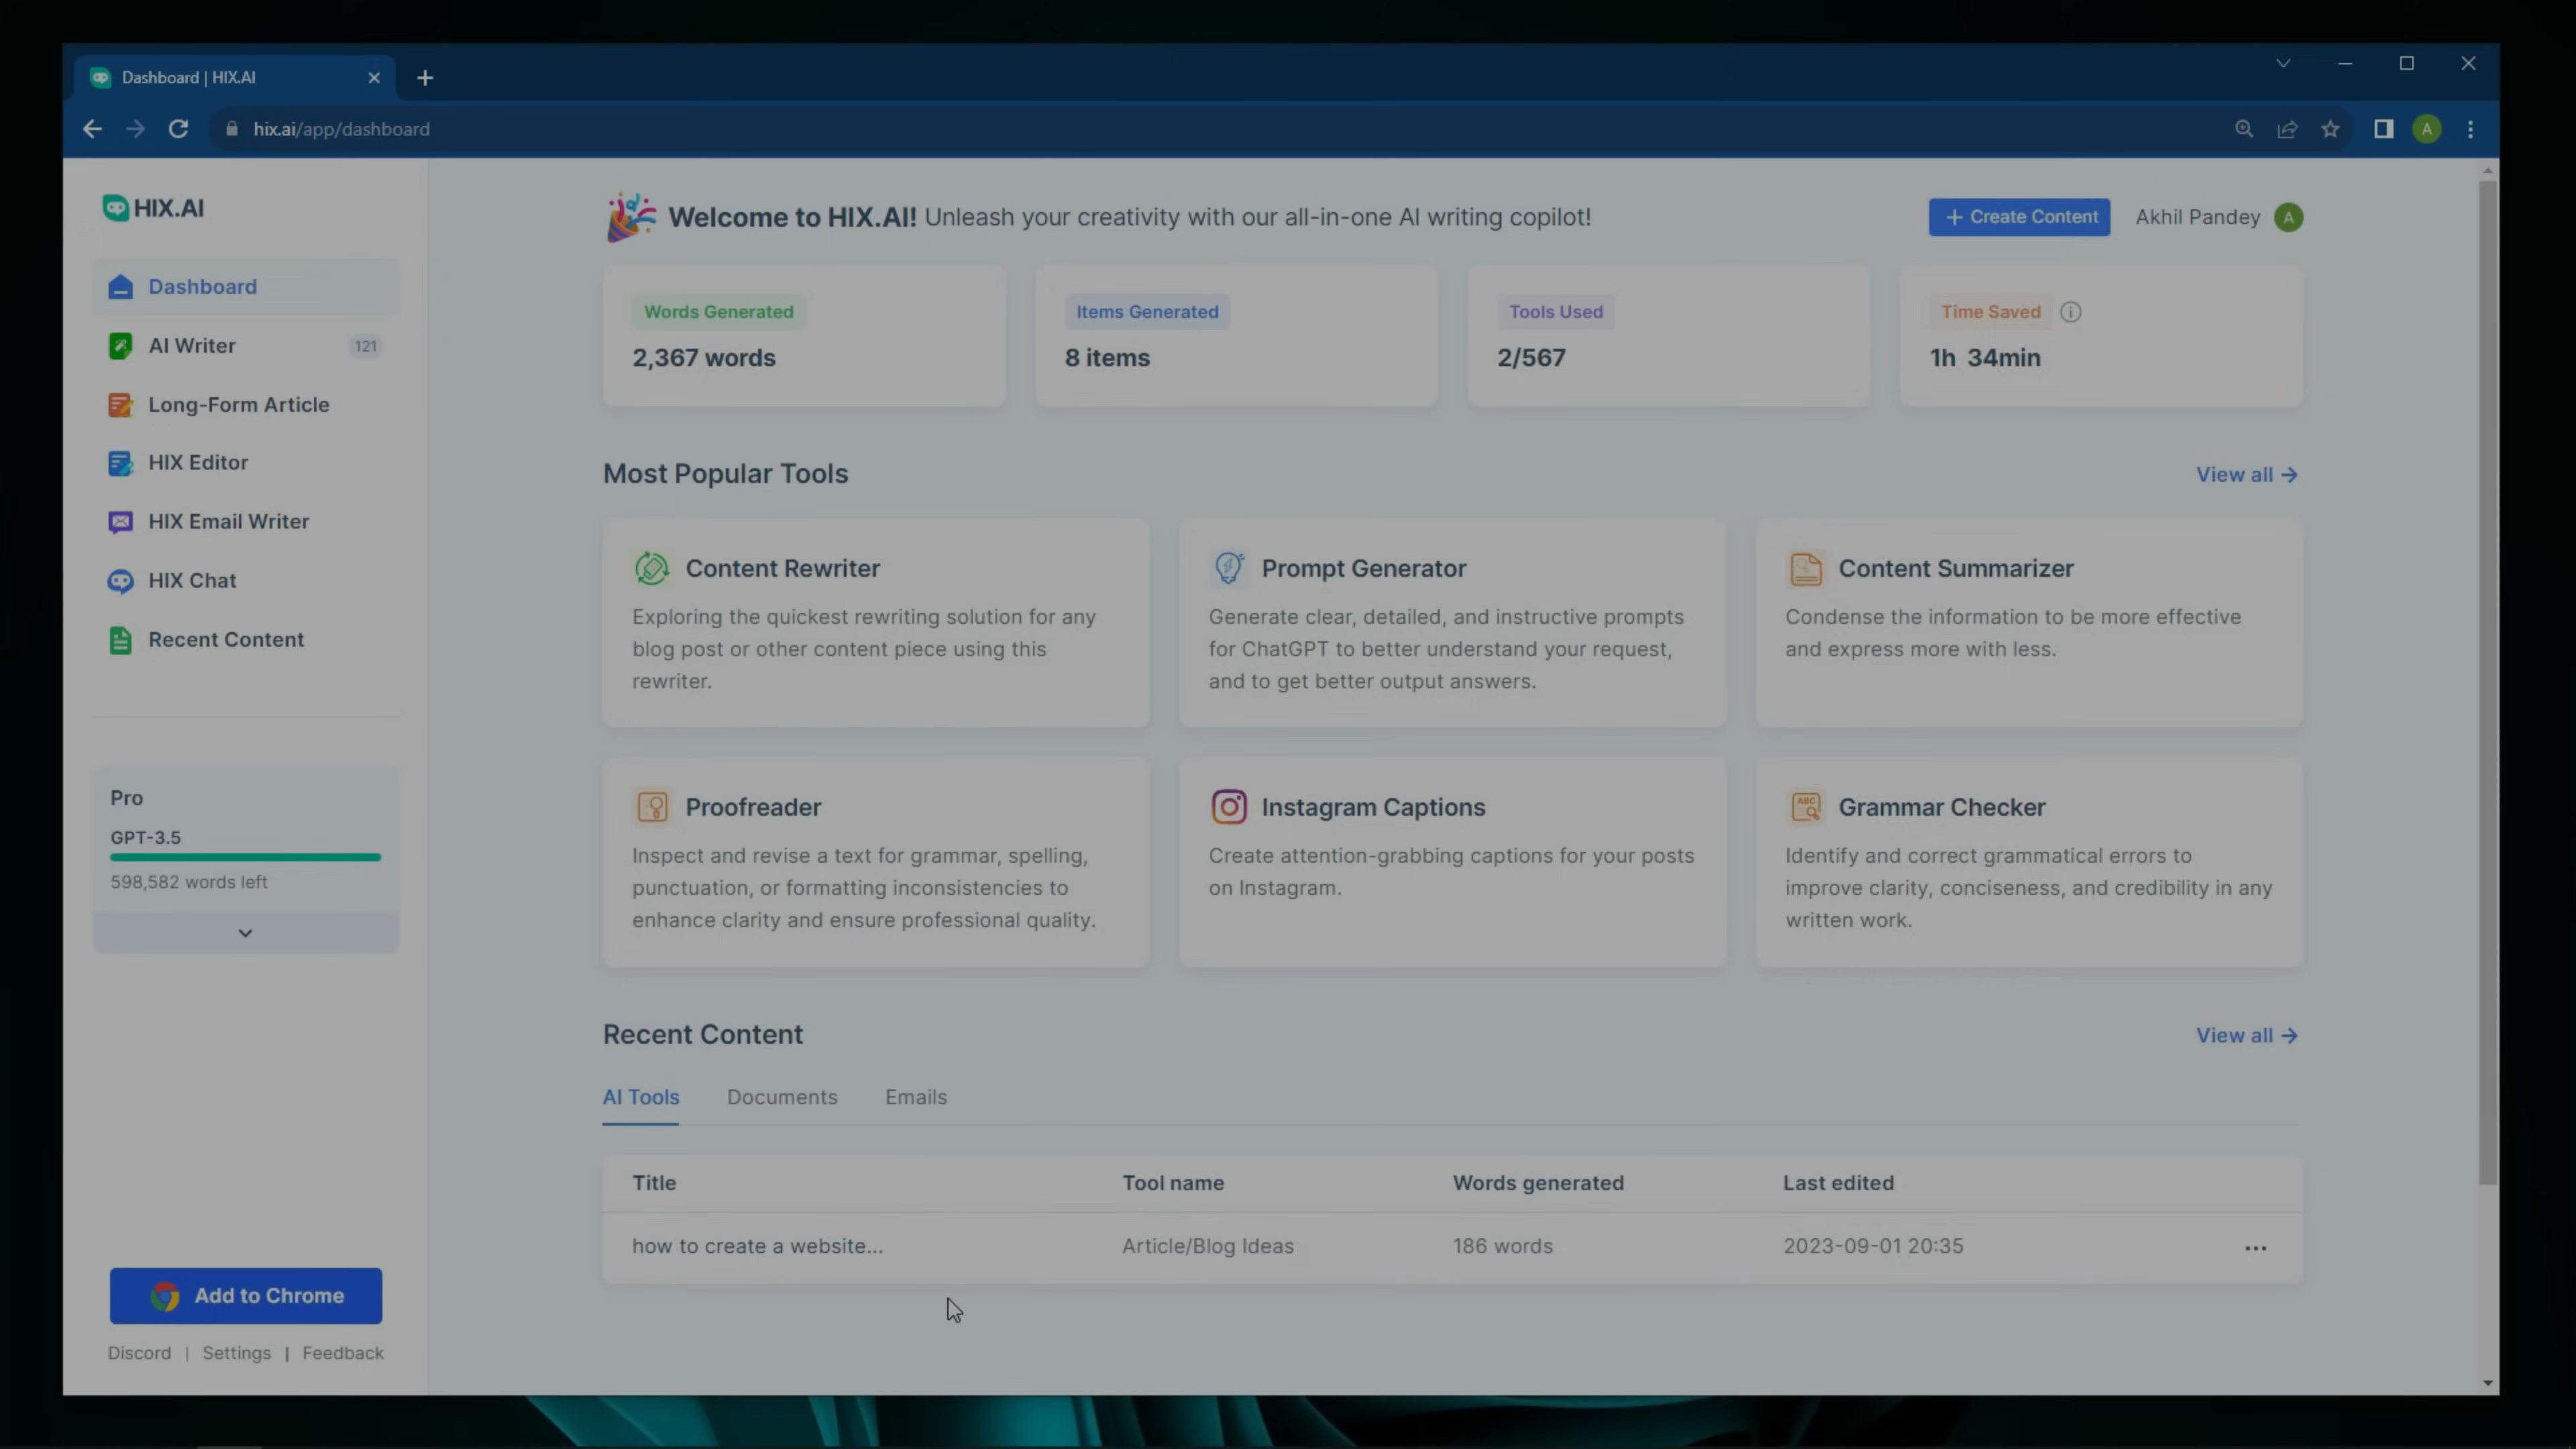 Dashboard | HIX.AI
hix.ai/app/dashboard
A
HIX.AI
Dashboard
AI Writer 121
Long-Form Article
HIX Editor
HIX Email Writer
HIX Chat
Recent Content
Pro
GPT-3.5
598,582 words left
Add to Chrome
Discord | Settings | Feedback
Welcome to HIX.AI! Unleash your creativity with our all-in-one AI writing copilot!
+ Create Content
Akhil Pandey A
Words Generated
2,367 words
Items Generated
8 items
Tools Used
2/567
Time Saved
1h 34min
Most Popular Tools
View all →
Content Rewriter
Exploring the quickest rewriting solution for any
blog post or other content piece using this
rewriter.
Prompt Generator
Generate clear, detailed, and instructive prompts
for ChatGPT to better understand your request,
and to get better output answers.
Content Summarizer
Condense the information to be more effective
and express more with less.
Proofreader
Inspect and revise a text for grammar, spelling,
punctuation, or formatting inconsistencies to
enhance clarity and ensure professional quality.
Instagram Captions
Create attention-grabbing captions for your posts
on Instagram.
ABC
Grammar Checker
Identify and correct grammatical errors to
improve clarity, conciseness, and credibility in any
written work.
Recent Content
View all →
AI Tools Documents Emails
Title Tool name Words generated Last edited
how to create a website... Article/Blog Ideas 186 words 2023-09-01 20:35